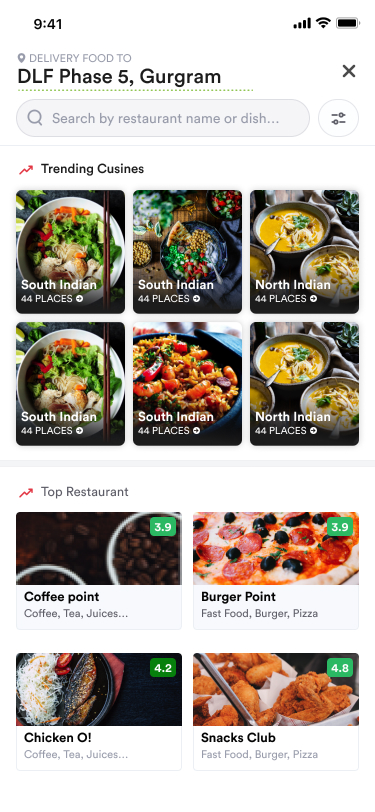 9:41
DELIVERY FOOD TO
DLF Phase 5, Gurgram
Search by restaurant name or dish...
Trending Cusines
South Indian
44 PLACES
South Indian
44 PLACES
North Indian
44 PLACES
South Indian
44 PLACES
South Indian
44 PLACES
North Indian
44 PLACES
Top Restaurant
3.9
Coffee point
Coffee, Tea, Juices...
3.9
Burger Point
Fast Food, Burger, Pizza
4.2
Chicken O!
Coffee, Tea, Juices...
4.8
Snacks Club
Fast Food, Burger, Pizza